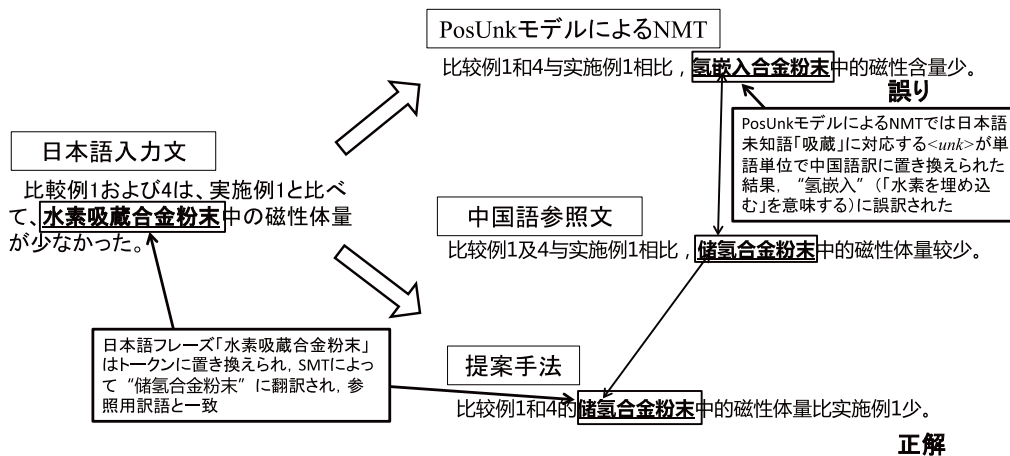 PosUnkモデルによるNMT
比较例1和4与实施例1相比，氢嵌入合金粉末中的磁性含量少。
誤り
PosUnkモデルによるNMTでは日本語
未知語「吸蔵」に対応する<unk>が単
語単位で中国語訳に置き換えられた
結果，“氢嵌入”（「水素を埋め込
む」を意味する）に誤訳された
日本語入力文
比較例1および4は、実施例1と比べ
て、水素吸蔵合金粉末中の磁性体量
が少なかった。
中国語参照文
比较例1及4与实施例1相比，储氢合金粉末中的磁性体量较少。
日本語フレーズ「水素吸蔵合金粉末」
はトークンに置き換えられ，SMTによっ
て“储氢合金粉末”に翻訳され，参
照用訳語と一致
提案手法
比较例1和4的储氢合金粉末中的磁性体量比实施例1少。
正解